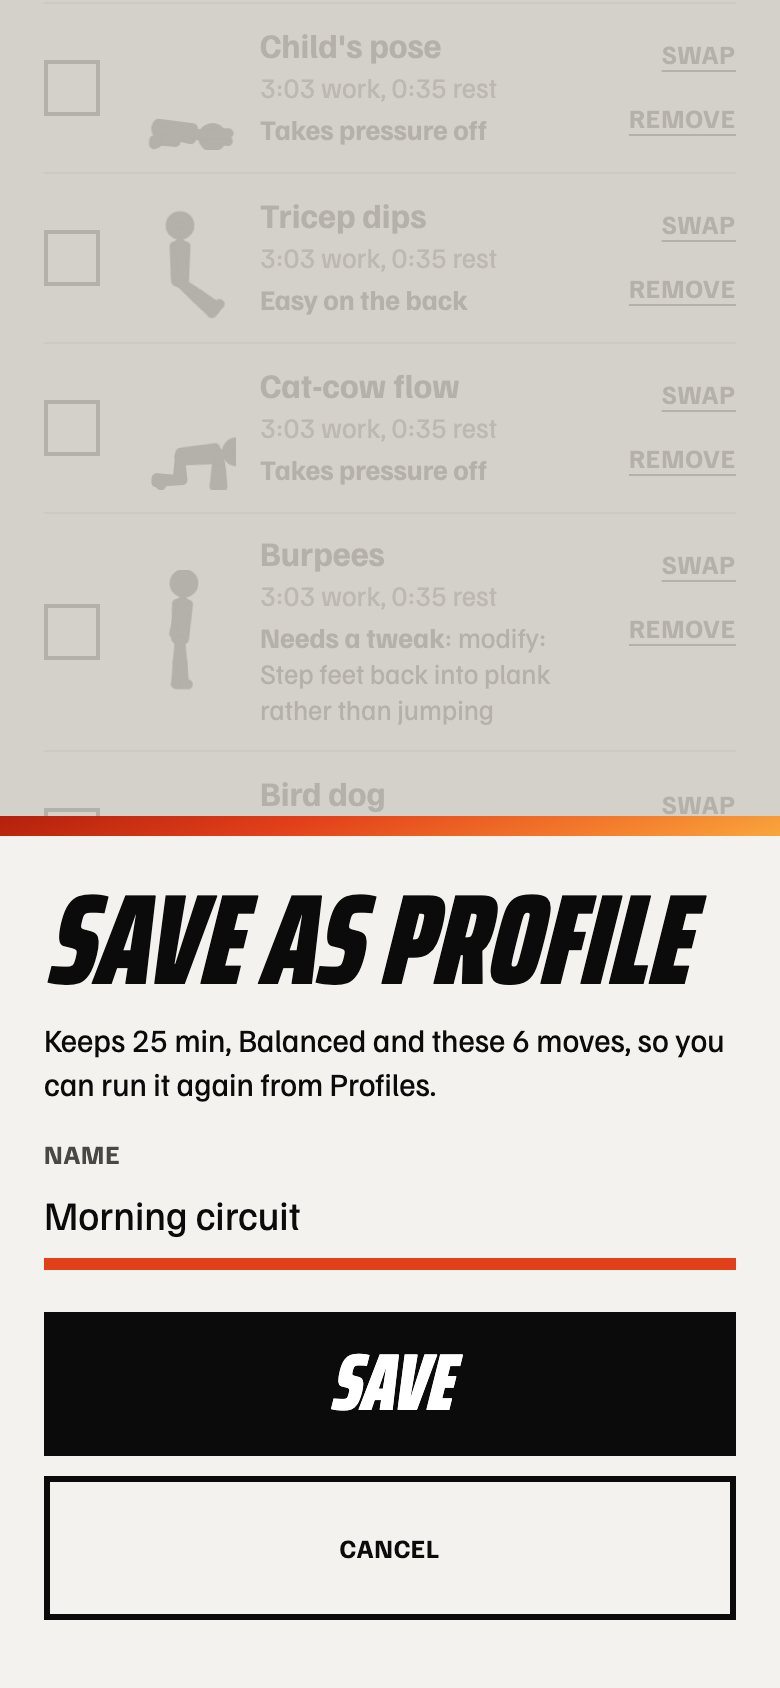 Child's pose
3:03 work, 0:35 rest
Takes pressure off
SWAP
REMOVE
Tricep dips
3:03 work, 0:35 rest
Easy on the back
SWAP
REMOVE
Cat-cow flow
3:03 work, 0:35 rest
Takes pressure off
SWAP
REMOVE
Burpees
3:03 work, 0:35 rest
Needs a tweak: modify:
Step feet back into plank
rather than jumping
SWAP
REMOVE
Bird dog
SWAP
SAVE AS PROFILE
Keeps 25 min, Balanced and these 6 moves, so you
can run it again from Profiles.
NAME
Morning circuit
SAVE
CANCEL